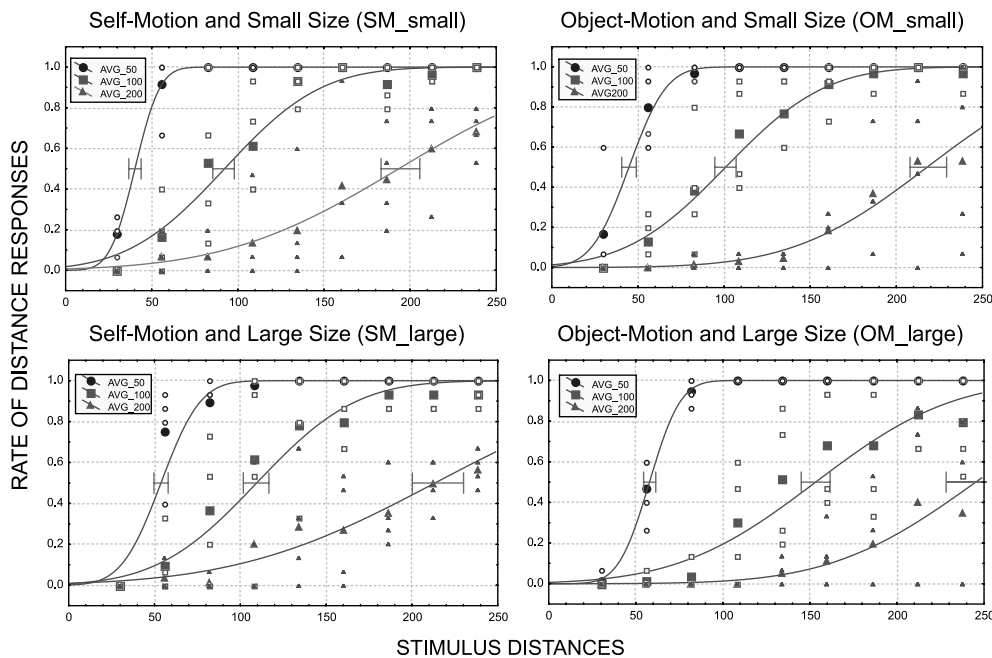 Self-Motion and Small Size (SM_small)
Object-Motion and Small Size (OM_small)
RATE OF DISTANCE RESPONSES
1.0
0.8
0.6
0.4
0.2
0.0
AVG_50
AVG_100
AVG_200
0 50 100 150 200 250
1.0
0.8
0.6
0.4
0.2
0.0
AVG_50
AVG_100
AVG200
0 50 100 150 200 250
Self-Motion and Large Size (SM_large)
Object-Motion and Large Size (OM_large)
1.0
0.8
0.6
0.4
0.2
0,0
AVG_50
AVG_100
AVG_200
0 50 100 150 200 250
1.0
0.8
0.6
0.4
0.2
0.0
AVG_50
AVG_100
AVG_200
0 50 100 150 200 250
STIMULUS DISTANCES